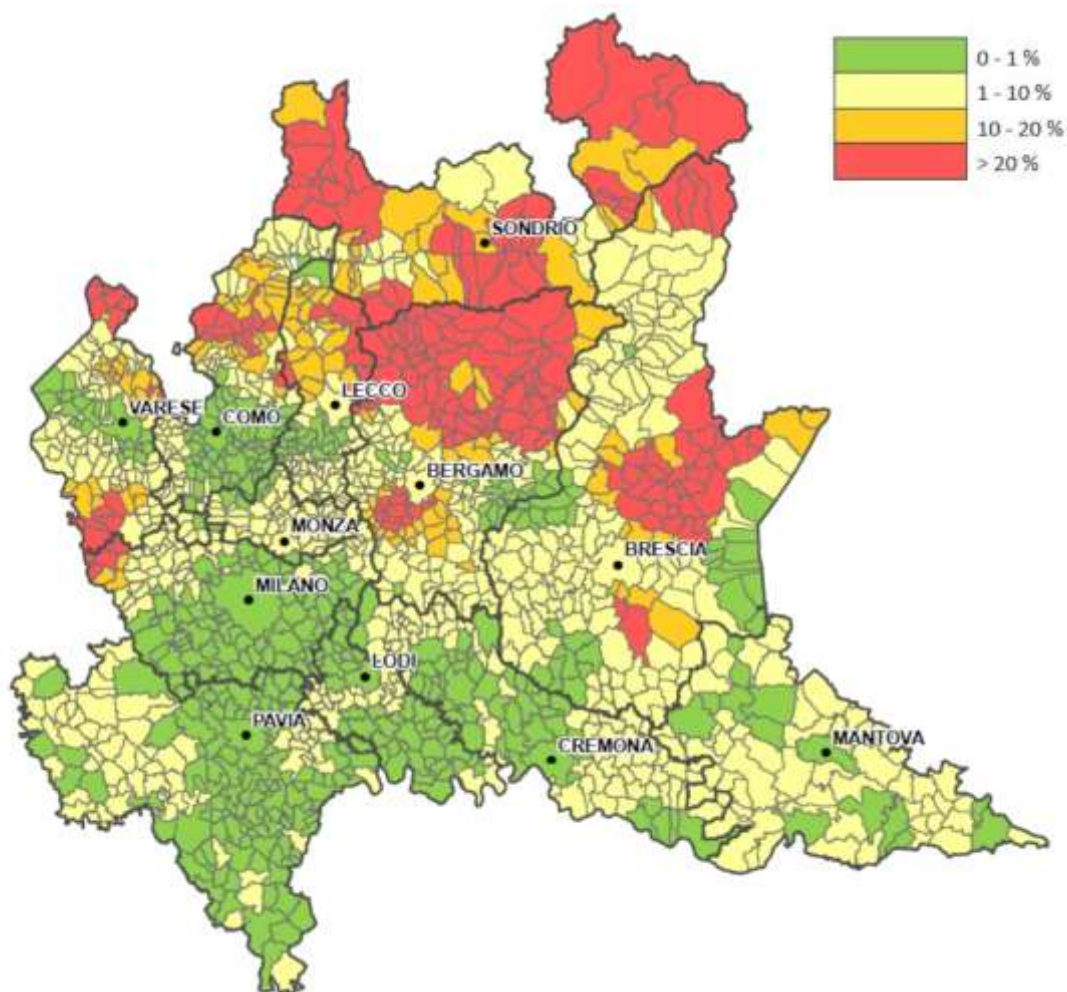 0 - 1 %
1 - 10 %
10 - 20 %
> 20 %
SONDRIO
LECCO
VARESE
COMO
BERGAMO
MONZA
BRESCIA
MILANO
LODI
PAVIA
CREMONA
MANTOVA